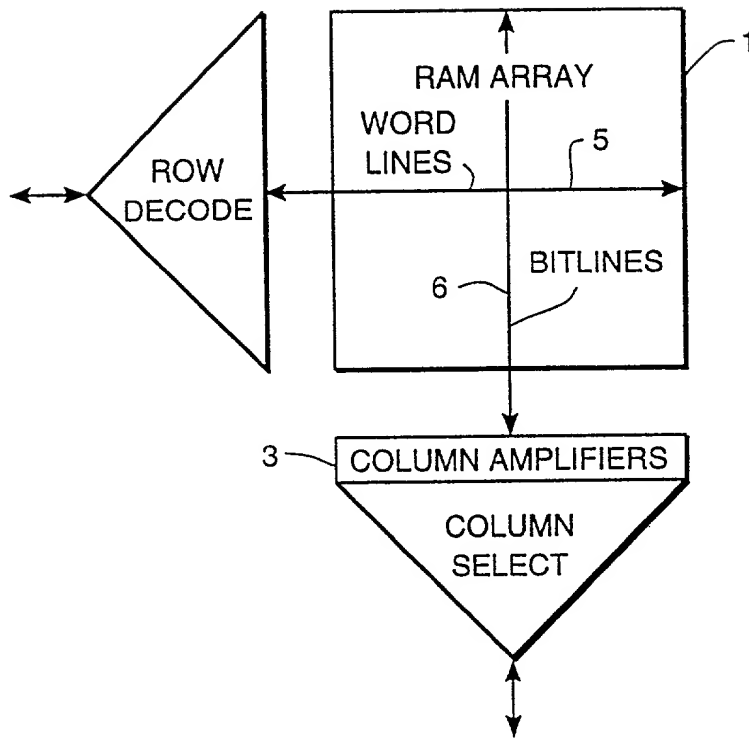 1
RAM ARRAY
WORD
LINES
5
ROW
DECODE
6
BITLINES
3
COLUMN AMPLIFIERS
COLUMN
SELECT